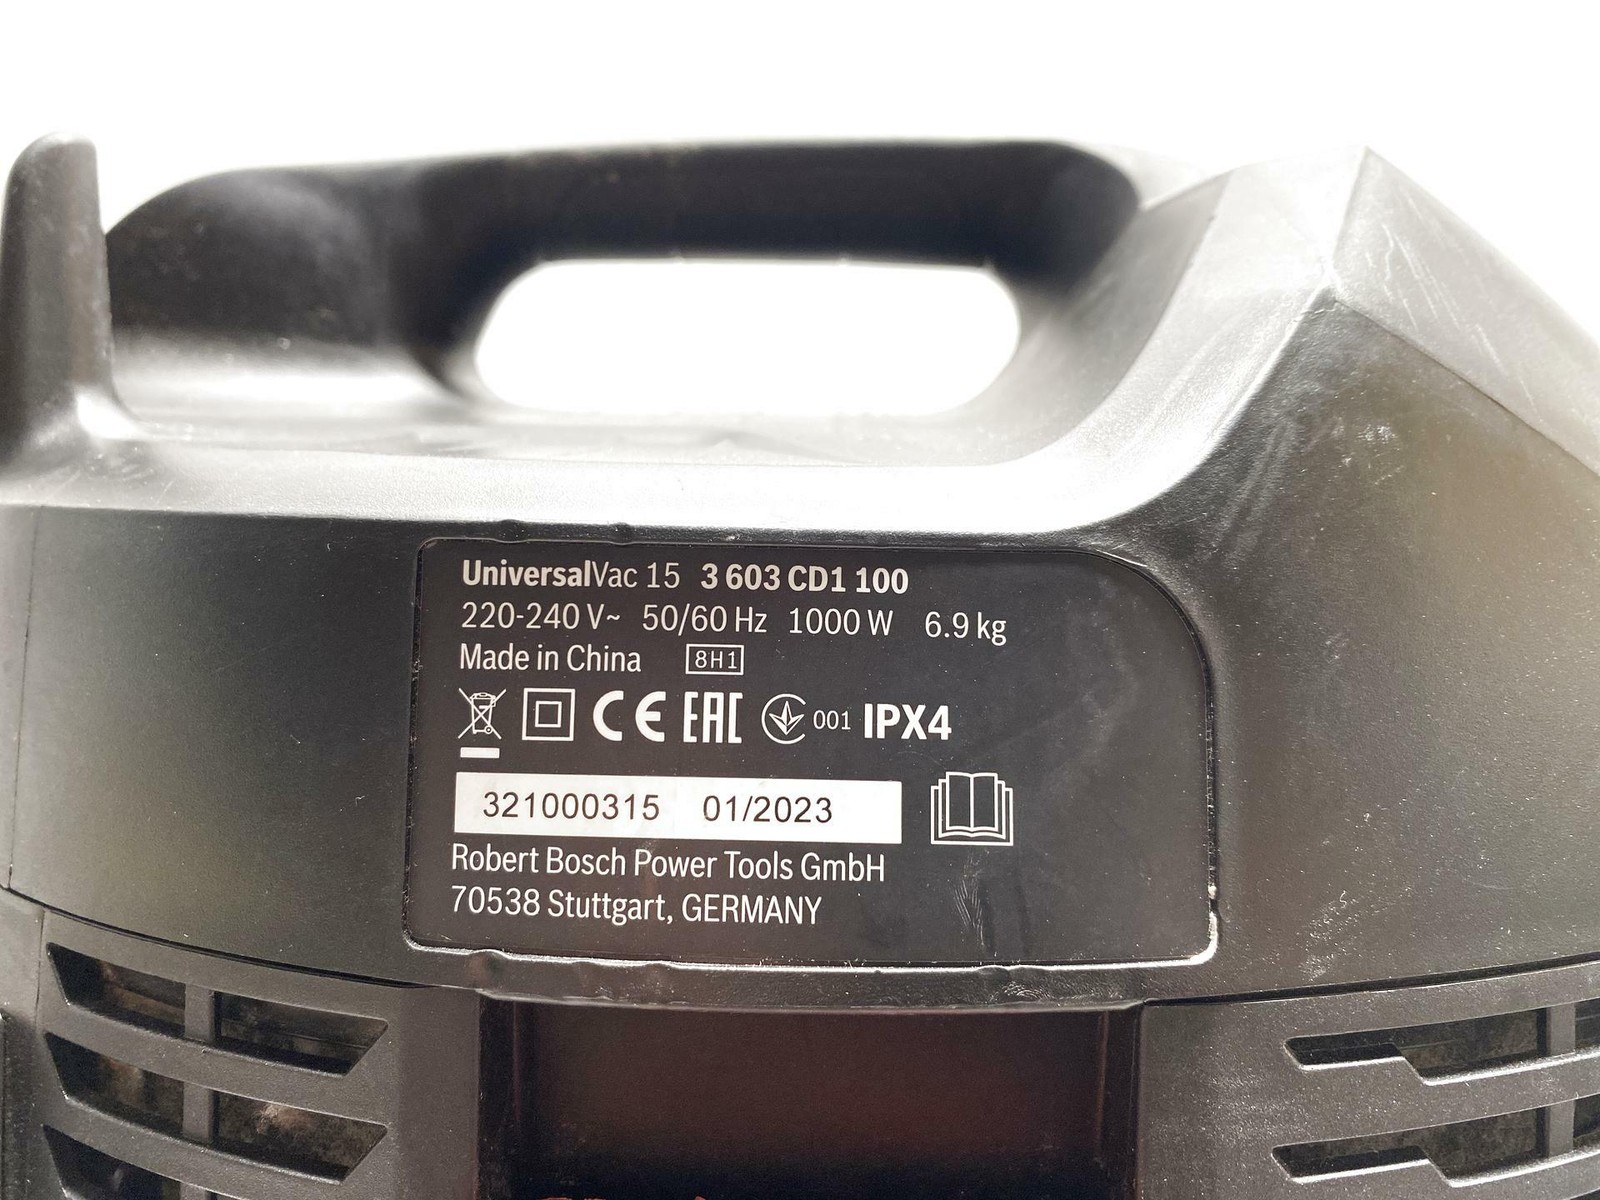 UniversalVac 15 3 603 CD1 100
220-240 V~ 50/60 Hz 1000 W 6.9 kg
Made in China 8H1
CE EAC 001 IPX4
321000315 01/2023
Robert Bosch Power Tools GmbH
70538 Stuttgart, GERMANY